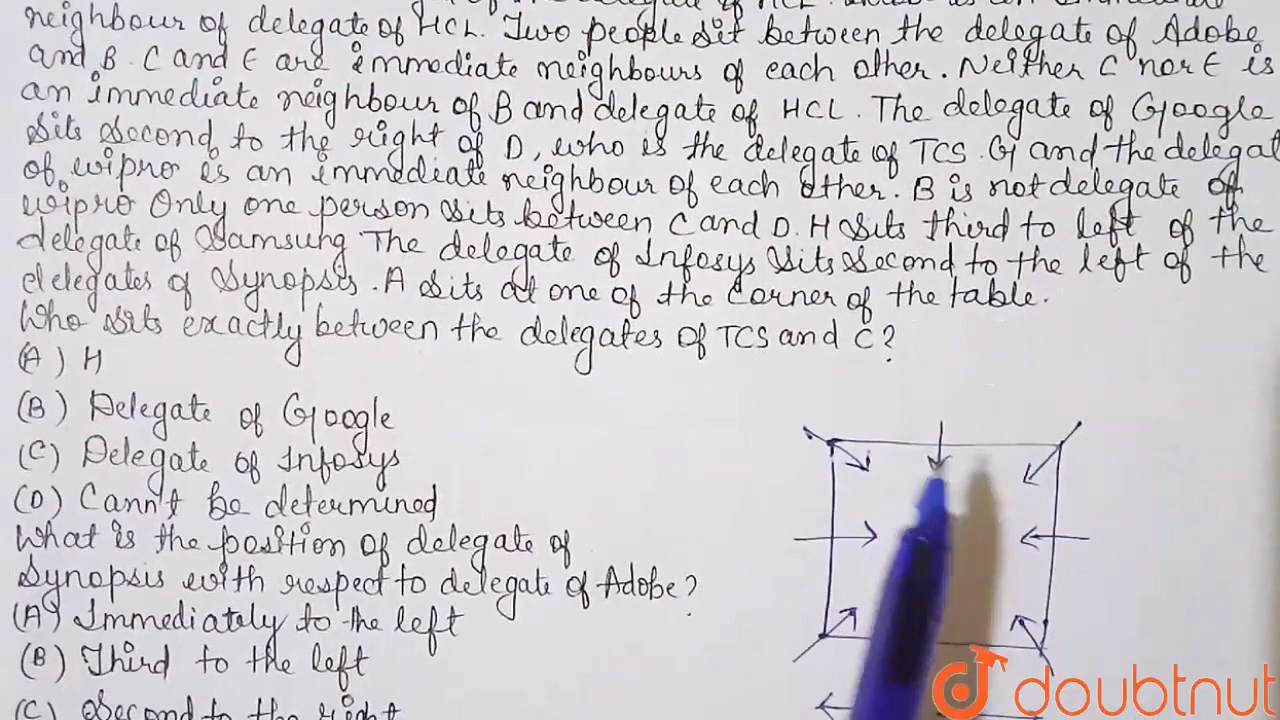 neighbour of delegate of HCL. Two people sit between the delegate of Adobe
and B. C and E are immediate neighbours of each other. Neither C nor E is
an immediate neighbour of B and delegate of HCL. The delegate of Google
sits second to the right of D, who is the delegate of TCS. G and the delegat
of wipro is an immediate neighbour of each other. B is not delegate of
wipro Only one person sits between C and D. H sits third to left of the
delegate of Samsung The delegate of Infosys sits second to the left of the
delegates of Synopsis. A sits at one of the corner of the table.
Who sits exactly between the delegates of TCS and C?
(A) H
(B) Delegate of Google
(C) Delegate of Infosys
(D) Cann't be determined
What is the position of delegate of
Synopsis with respect to delegate of Adobe?
(A) Immediately to the left
(B) Third to the left
(C) Second to the right
doubtnut